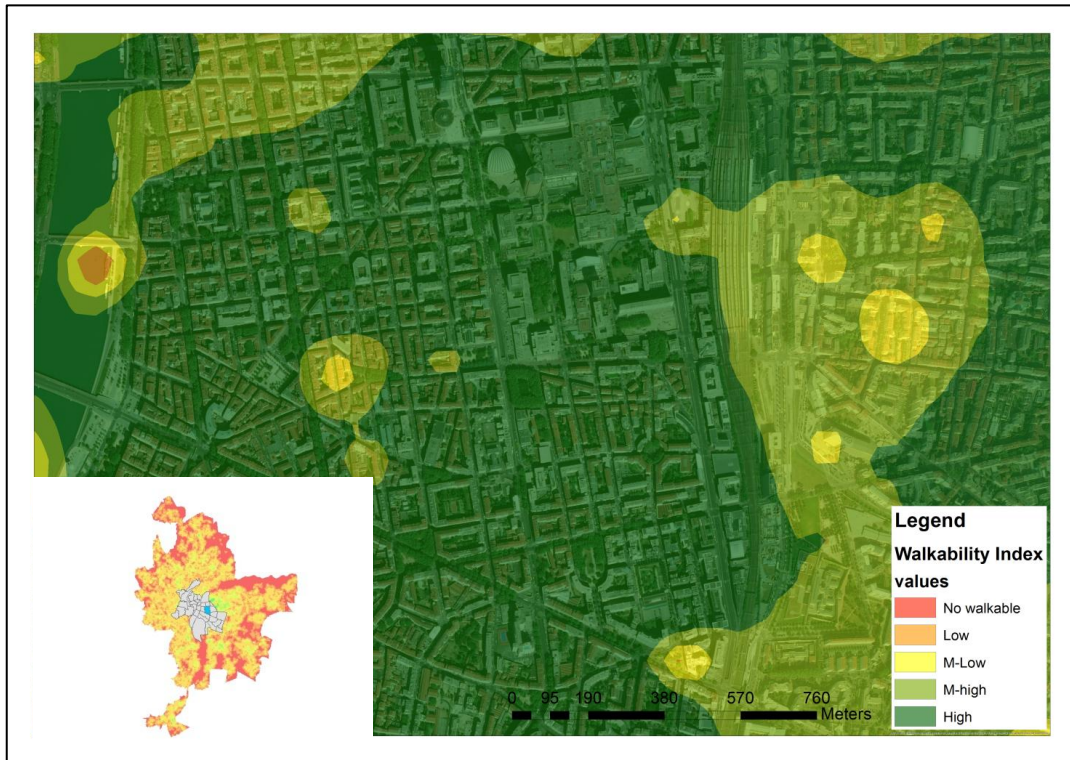 Legend
Walkability Index
values
No walkable
Low
M-Low
M-high
High
0 95 190 380 570 760
Meters